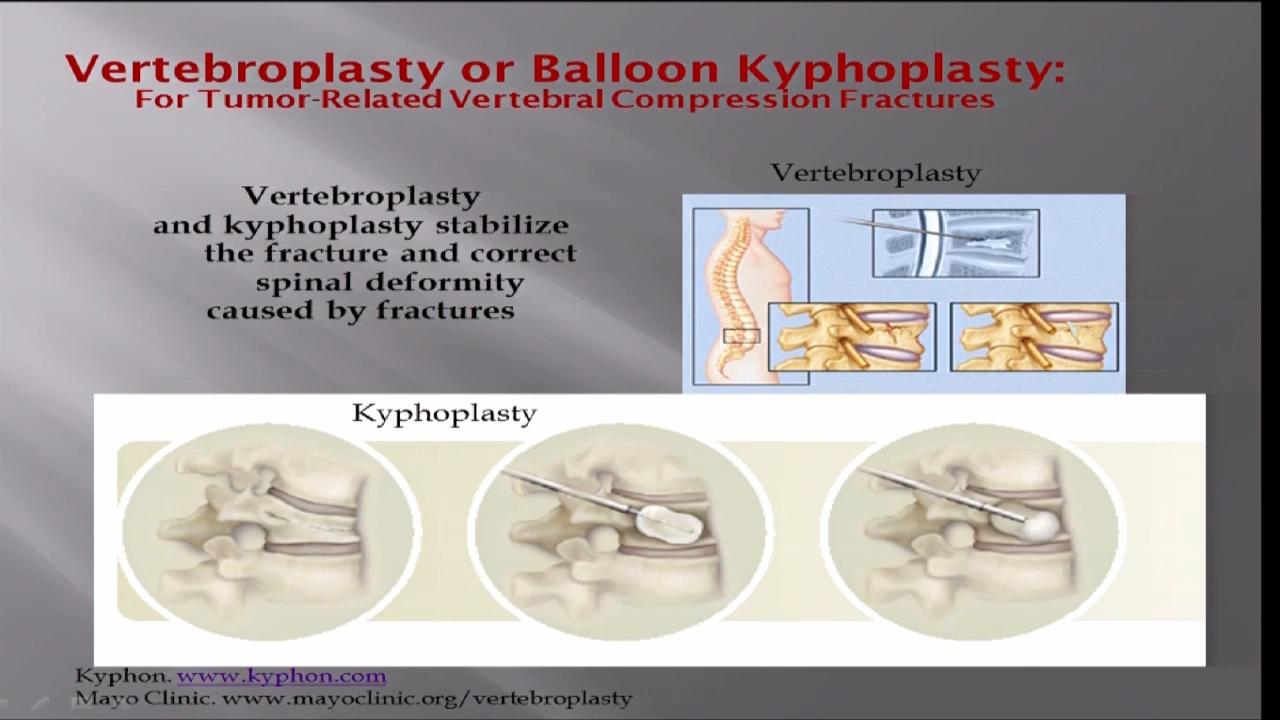 Vertebroplasty or Balloon Kyphoplasty:
For Tumor-Related Vertebral Compression Fractures
Vertebroplasty
and kyphoplasty stabilize
the fracture and correct
spinal deformity
caused by fractures
Vertebroplasty
Kyphoplasty
Kyphon. www.kyphon.com
Mayo Clinic. www.mayoclinic.org/vertebroplasty